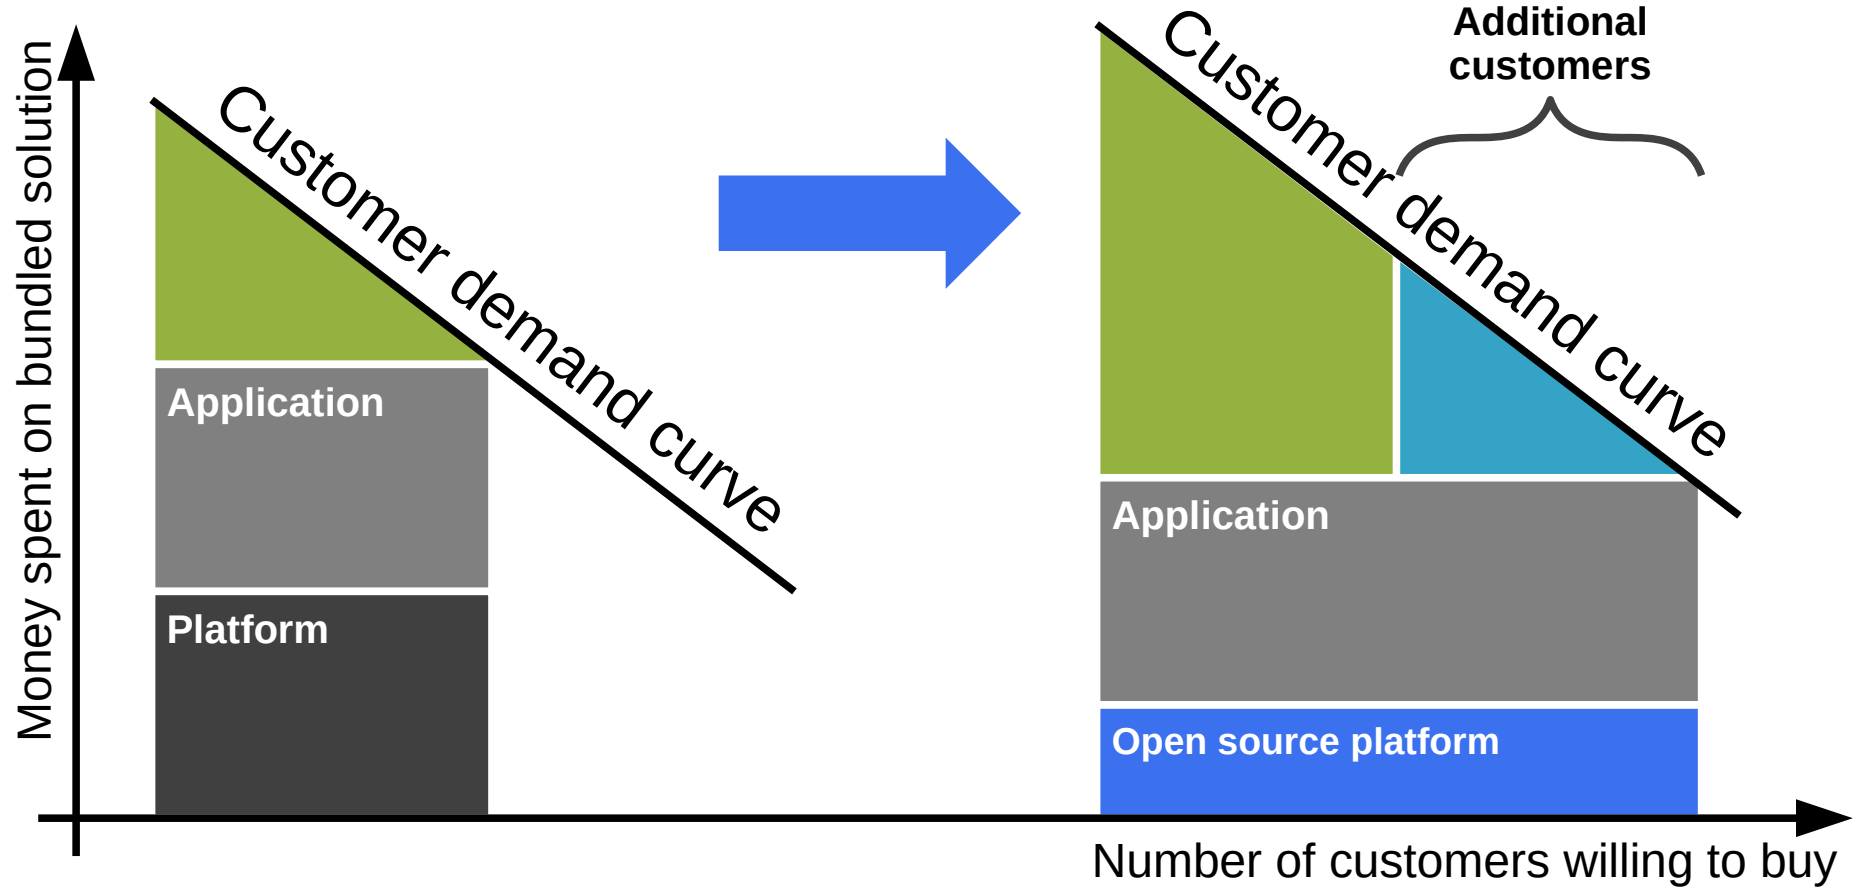 Money spent on bundled solution
Customer demand curve
Application
Platform
Additional
customers
Customer demand curve
Application
Open source platform
Number of customers willing to buy